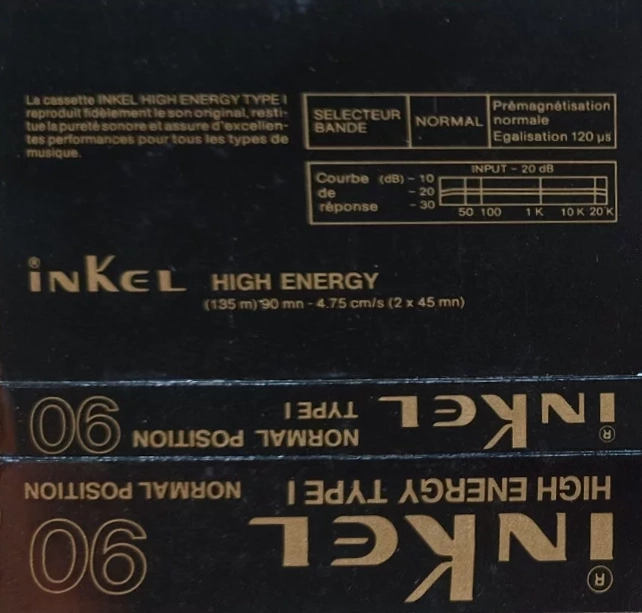 La cassette INKEL HIGH ENERGY TYPE I
reproduit fidèlement le son original, resti-
tue la pureté sonore et assure d'excellen-
tes performances pour tous les types de
musique.
SELECTEUR
BANDE
NORMAL
Prémagnétisation
normale
Egalisation 120 µs
Courbe (dB)
de
réponse
INPUT - 20 dB
- 10
- 20
- 30
50 100 1 K 10 K 20 K
® iNKEL HIGH ENERGY
(135 m) 90 mn - 4.75 cm/s (2 x 45 mn)
iNKEL ® TYPE I
NORMAL POSITION 90
iNKEL ®
HIGH ENERGY TYPE I NORMAL POSITION
90